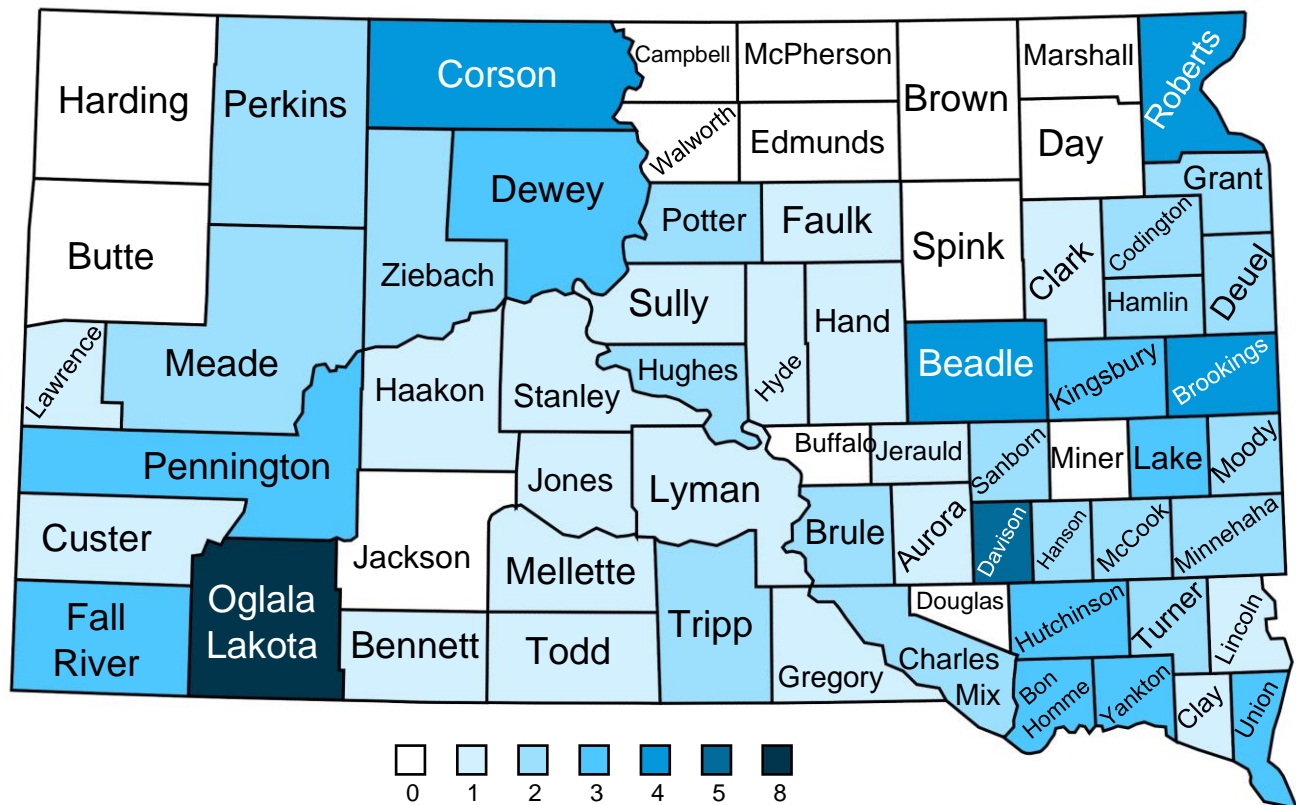 Harding
Perkins
Corson
Campbell
McPherson
Brown
Marshall
Roberts
Walworth
Edmunds
Day
Dewey
Grant
Butte
Ziebach
Potter
Faulk
Spink
Clark
Codington
Hamlin
Deuel
Lawrence
Meade
Haakon
Stanley
Sully
Hughes
Hyde
Hand
Beadle
Kingsbury
Brookings
Pennington
Jones
Lyman
Buffalo
Jerauld
Sanborn
Miner
Lake
Moody
Custer
Jackson
Mellette
Brule
Aurora
Davison
Hanson
McCook
Minnehaha
Fall
River
Oglala
Lakota
Bennett
Todd
Tripp
Gregory
Charles
Mix
Douglas
Hutchinson
Turner
Lincoln
Bon
Homme
Yankton
Clay
Union
0 1 2 3 4 5 8